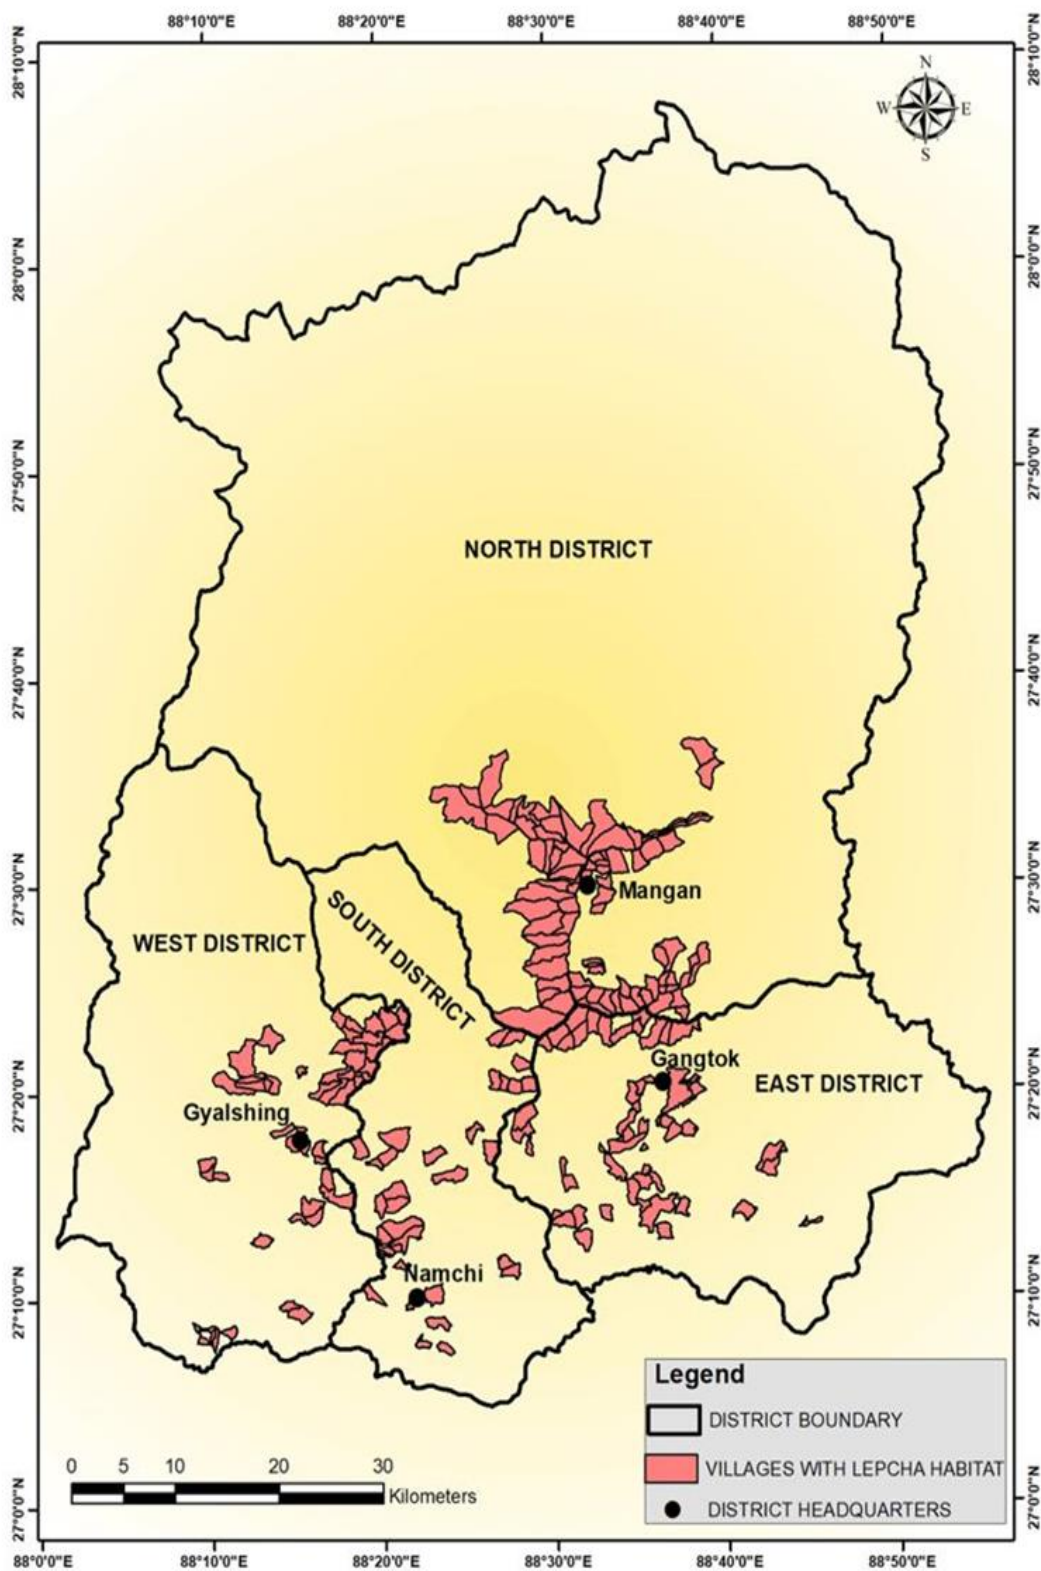 88°10'0"E 88°20'0"E 88°30'0"E 88°40'0"E 88°50'0"E
28°10'0"N 28°10'0"N
N
W E
S
28°0'0"N 28°0'0"N
27°50'0"N 27°50'0"N
NORTH DISTRICT
27°40'0"N 27°40'0"N
27°30'0"N 27°30'0"N
Mangan
SOUTH DISTRICT
WEST DISTRICT
Gangtok
EAST DISTRICT
27°20'0"N 27°20'0"N
Gyalshing
Namchi
27°10'0"N 27°10'0"N
Legend
DISTRICT BOUNDARY
VILLAGES WITH LEPCHA HABITAT
DISTRICT HEADQUARTERS
0 5 10 20 30
Kilometers
27°0'0"N 27°0'0"N
88°0'0"E 88°10'0"E 88°20'0"E 88°30'0"E 88°40'0"E 88°50'0"E